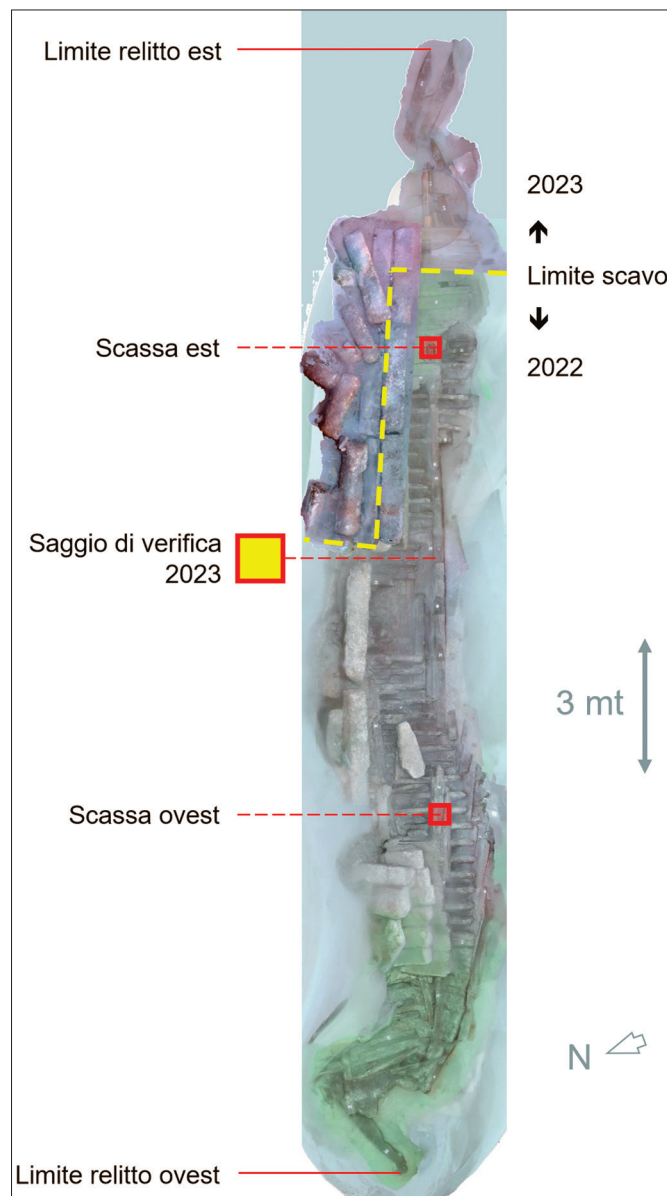 Limite relitto est
2023
Limite scavo
Scassa est
2022
Saggio di verifica
2023
3 mt
Scassa ovest
N
Limite relitto ovest